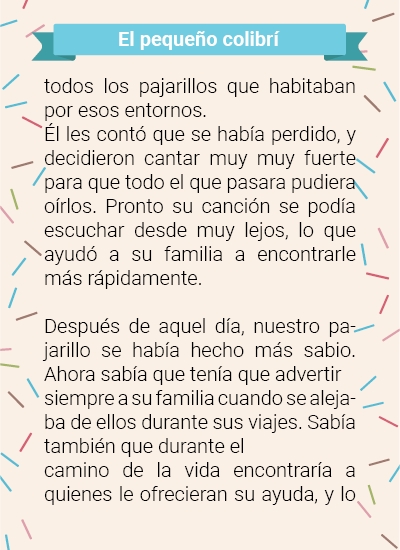 El pequeño colibrí
todos los pajarillos que habitaban
por esos entornos.
Él les contó que se había perdido, y
decidieron cantar muy muy fuerte
para que todo el que pasara pudiera
oírlos. Pronto su canción se podía
escuchar desde muy lejos, lo que
ayudó a su familia a encontrarle
más rápidamente.
Después de aquel día, nuestro pa-
jarillo se había hecho más sabio.
Ahora sabía que tenía que advertir
siempre a su familia cuando se aleja-
ba de ellos durante sus viajes. Sabía
también que durante el
camino de la vida encontraría a
quienes le ofrecieran su ayuda, y lo